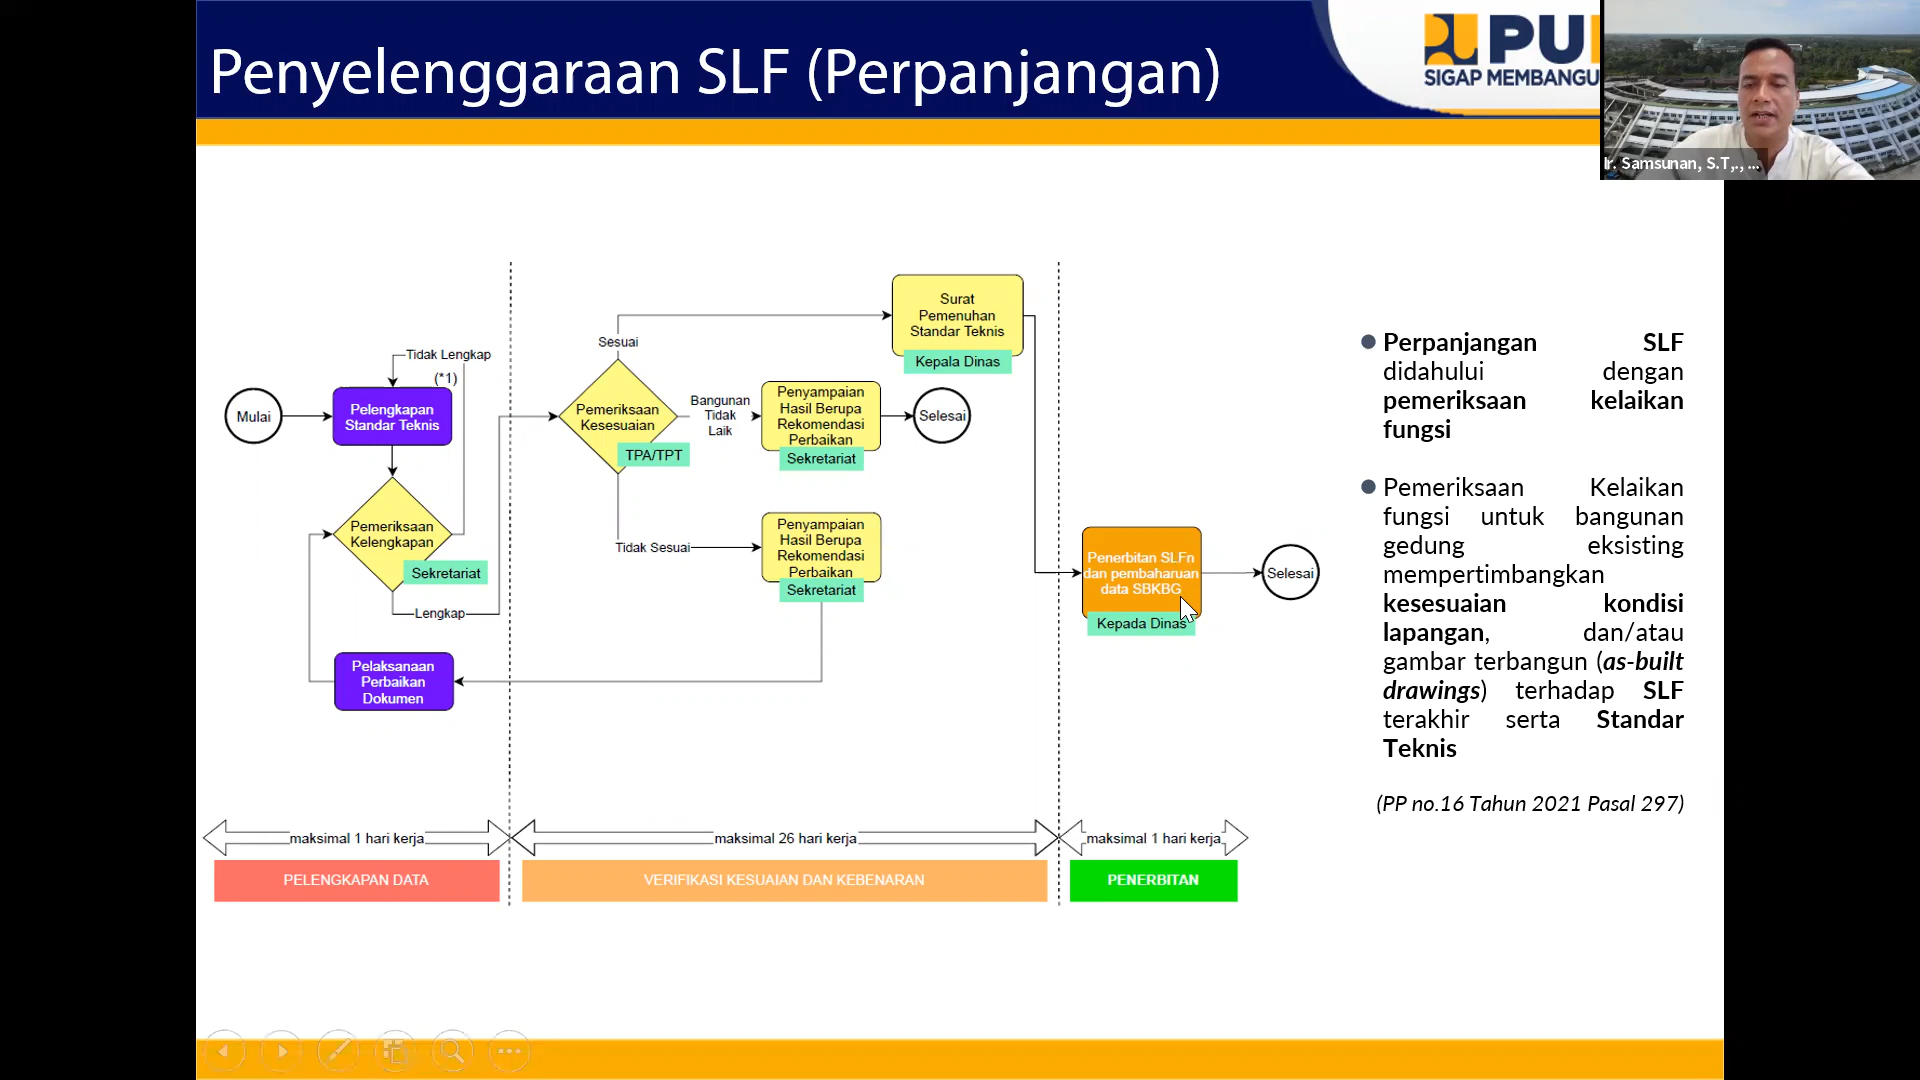 Penyelenggaraan SLF (Perpanjangan)
PU
SIGAP MEMBANGU
Ir. Samsunan, S.T,., ...
Mulai
Tidak Lengkap
(*1)
Pelengkapan
Standar Teknis
Pemeriksaan
Kelengkapan
Sekretariat
Lengkap
Pelaksanaan
Perbaikan
Dokumen
Sesuai
Pemeriksaan
Kesesuaian
TPA/TPT
Bangunan
Tidak
Laik
Tidak Sesuai
Surat
Pemenuhan
Standar Teknis
Kepala Dinas
Penyampaian
Hasil Berupa
Rekomendasi
Perbaikan
Sekretariat
Selesai
Penyampaian
Hasil Berupa
Rekomendasi
Perbaikan
Sekretariat
Penerbitan SLFn
dan pembaharuan
data SBKBG
Kepada Dinas
Selesai
Perpanjangan SLF
didahului dengan
pemeriksaan kelaikan
fungsi
Pemeriksaan Kelaikan
fungsi untuk bangunan
gedung eksisting
mempertimbangkan
kesesuaian kondisi
lapangan, dan/atau
gambar terbangun (as-built
drawings) terhadap SLF
terakhir serta Standar
Teknis
(PP no.16 Tahun 2021 Pasal 297)
maksimal 1 hari kerja
maksimal 26 hari kerja
maksimal 1 hari kerja
PELENGKAPAN DATA
VERIFIKASI KESUAIAN DAN KEBENARAN
PENERBITAN